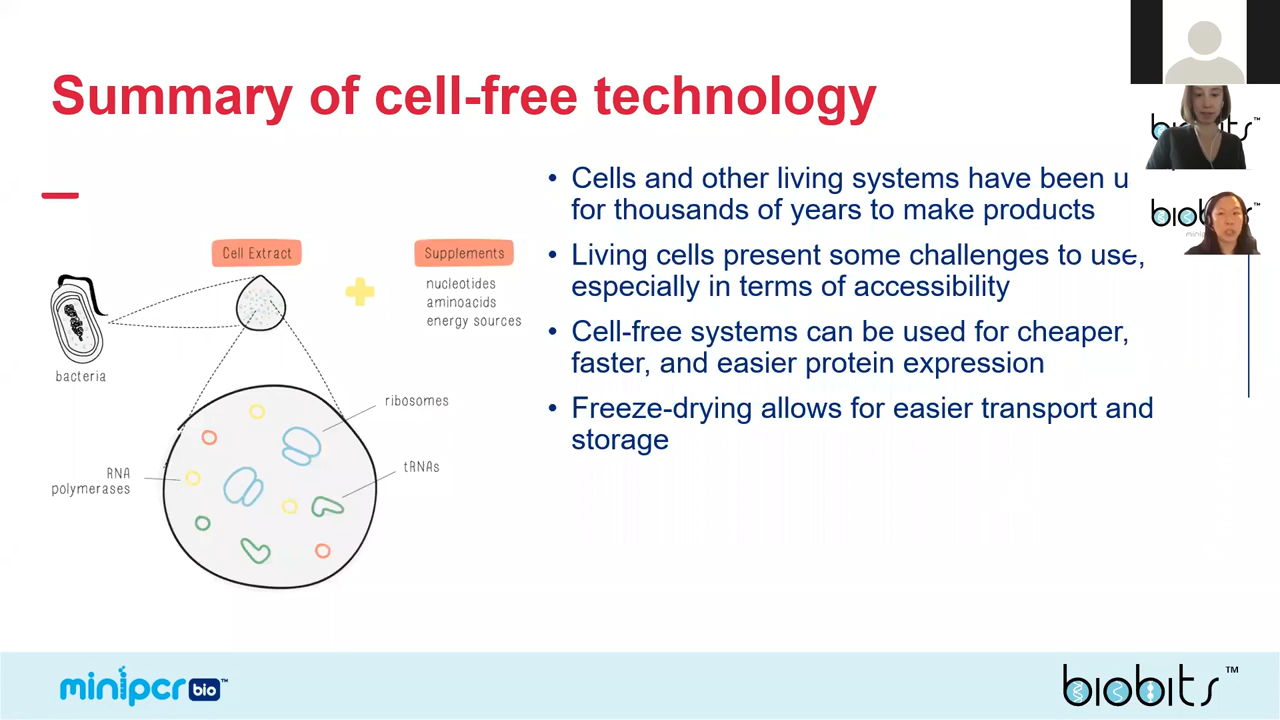 Summary of cell-free technology
Cell Extract
Supplements
nucleotides
aminoacids
energy sources
bacteria
ribosomes
tRNAs
RNA
polymerases
• Cells and other living systems have been u
for thousands of years to make products
• Living cells present some challenges to use,
especially in terms of accessibility
• Cell-free systems can be used for cheaper,
faster, and easier protein expression
• Freeze-drying allows for easier transport and
storage
minipcr bio™
biobits™